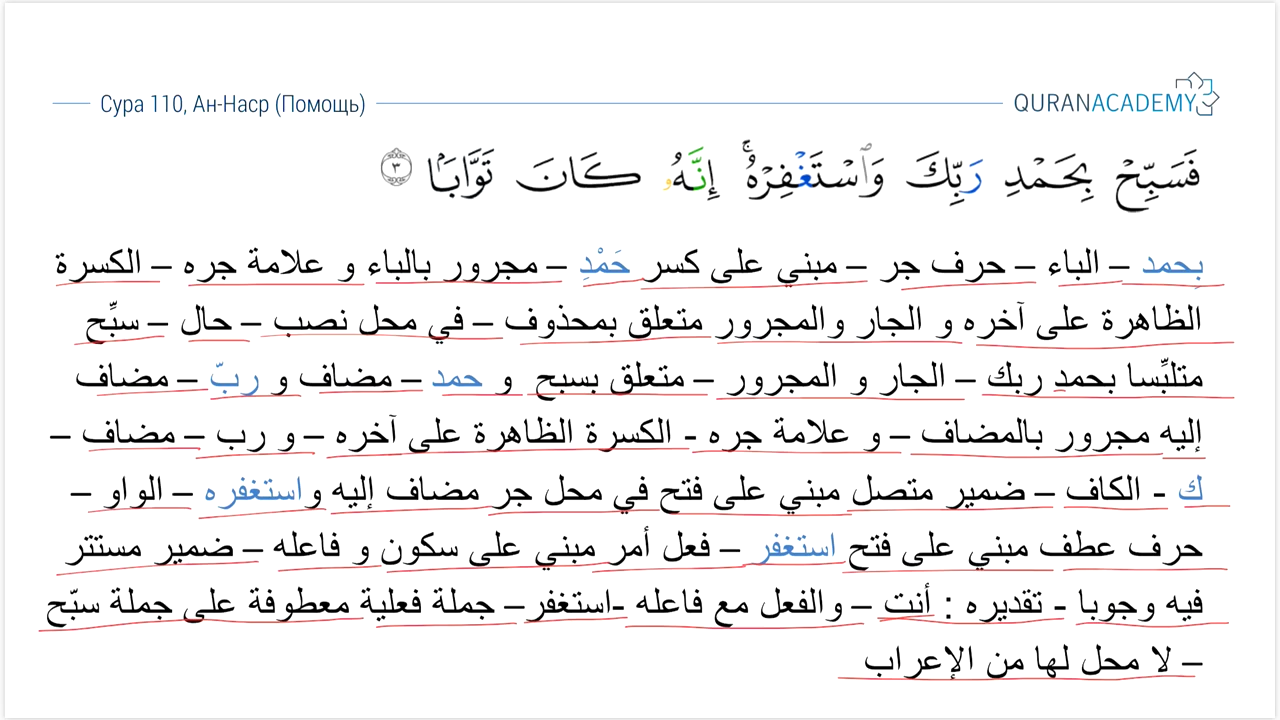 Сура 110, Ан-Наср (Помощь)
QURANACADEMY
فَسَبِّحْ بِحَمْدِ رَبِّكَ وَٱسْتَغْفِرْهُۚ إِنَّهُۥ كَانَ تَوَّابَۢا ٣
بِحمد – الباء – حرف جر – مبني على كسر حَمْدِ – مجرور بالباء و علامة جره – الكسرة
الظاهرة على آخره و الجار والمجرور متعلق بمحذوف – في محل نصب – حال – سبِّح
متلبِّسا بحمد ربك – الجار و المجرور – متعلق بسبح و حمد – مضاف و ربّ – مضاف
إليه مجرور بالمضاف – و علامة جره - الكسرة الظاهرة على آخره – و رب – مضاف –
ك - الكاف – ضمير متصل مبني على فتح في محل جر مضاف إليه واستغفره – الواو –
حرف عطف مبني على فتح استغفر – فعل أمر مبني على سكون و فاعله – ضمير مستتر
فيه وجوبا - تقديره : أنت – والفعل مع فاعله -استغفر– جملة فعلية معطوفة على جملة سبّح
– لا محل لها من الإعراب